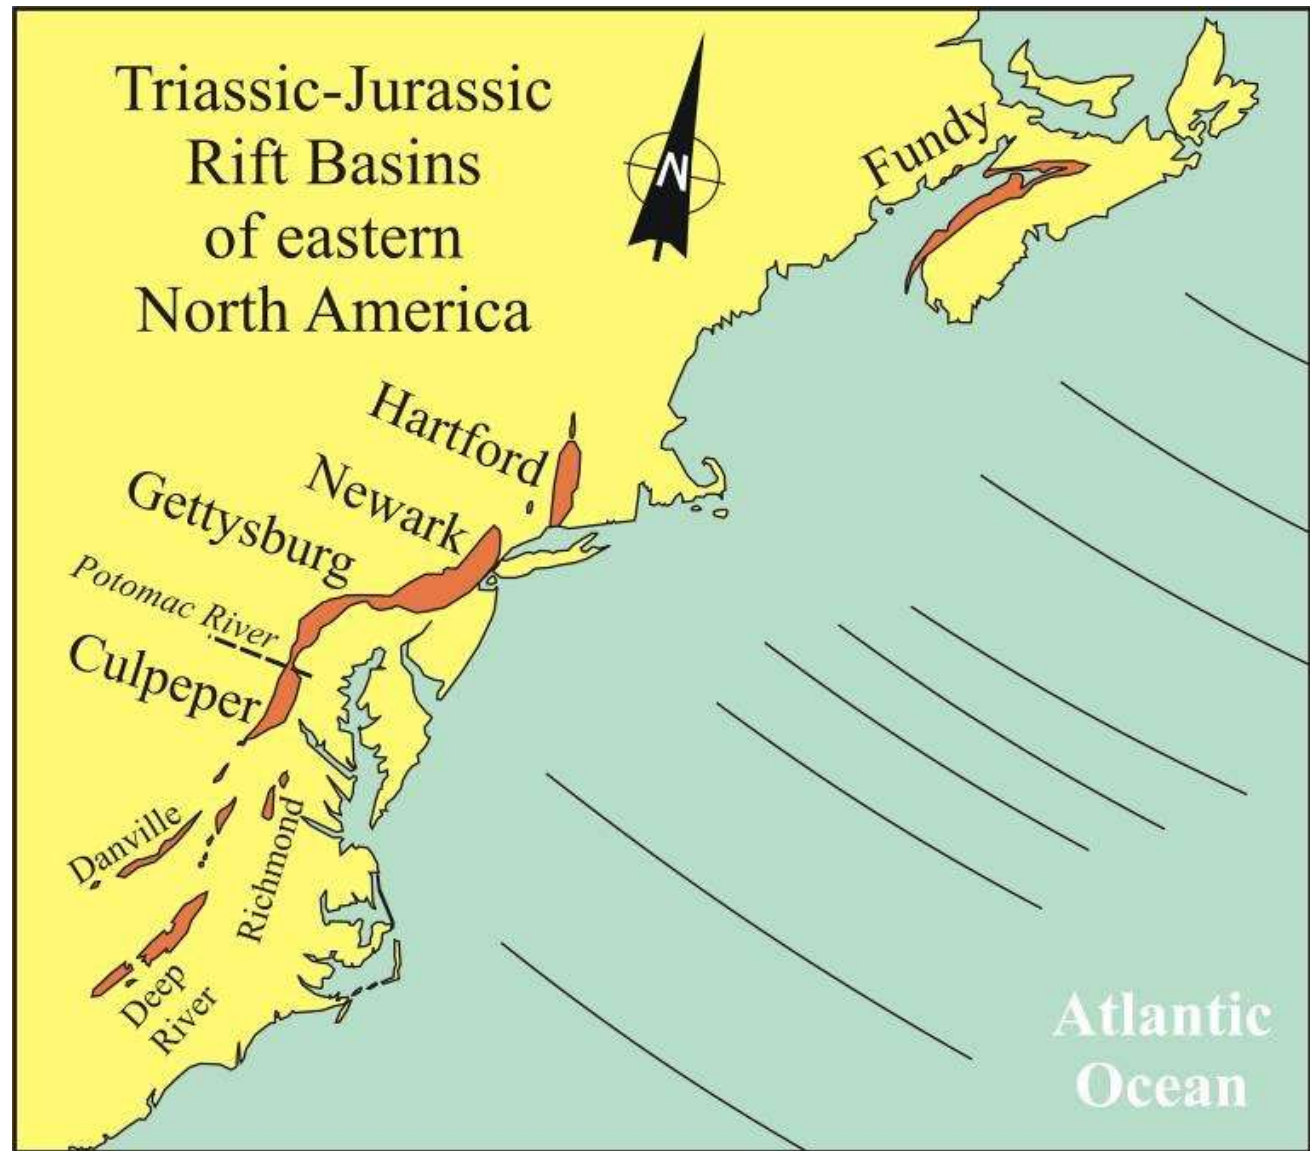 Triassic-Jurassic
Rift Basins
of eastern
North America
N
Fundy
Hartford
Newark
Gettysburg
Potomac River
Culpeper
Danville
Richmond
Deep
River
Atlantic
Ocean